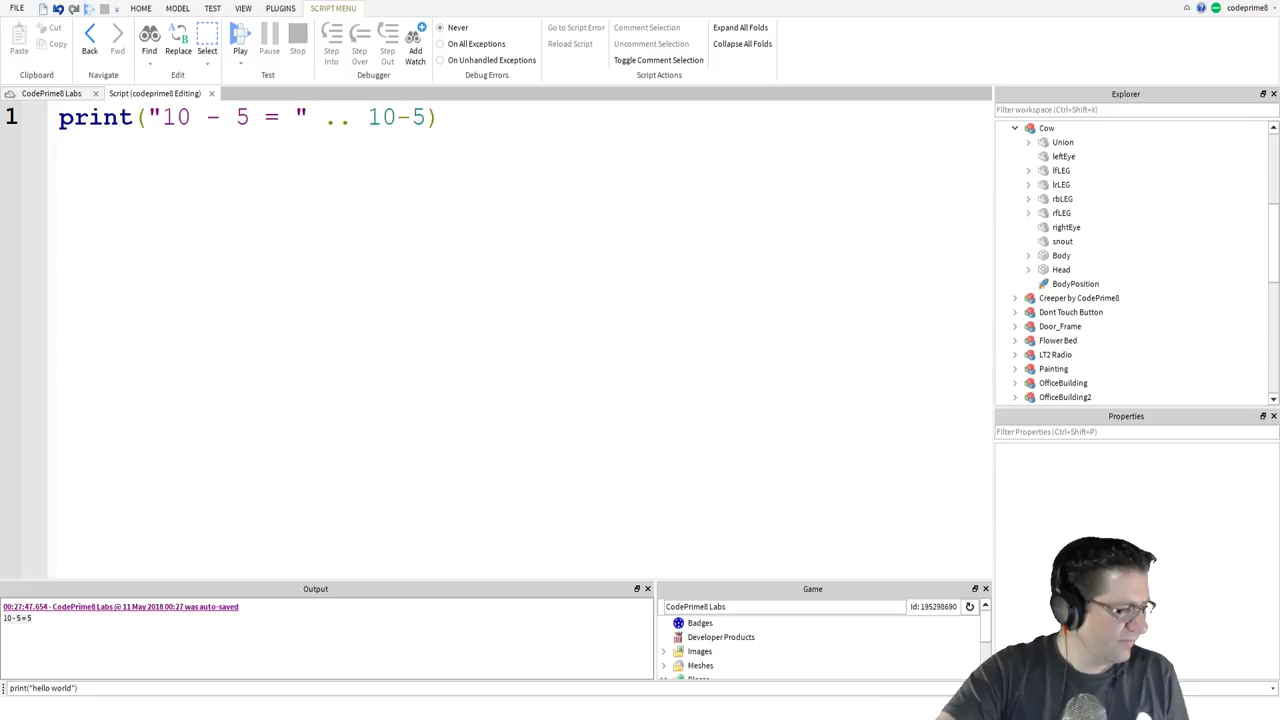 FILE HOME MODEL TEST VIEW PLUGINS SCRIPT MENU codeprime8
Paste Cut Copy Back Fwd Find Replace Select Play Pause Stop Step Into Step Over Step Out Add Watch
Never
On All Exceptions
On Unhandled Exceptions
Go to Script Error
Reload Script
Comment Selection
Uncomment Selection
Toggle Comment Selection
Expand All Folds
Collapse All Folds
Clipboard Navigate Edit Test Debugger Debug Errors Script Actions
CodePrime8 Labs Script (codeprime8 Editing)
1 print("10 - 5 = " .. 10-5)
Explorer
Filter workspace (Ctrl+Shift+X)
Cow
Union
leftEye
lfLEG
lrLEG
rbLEG
rfLEG
rightEye
snout
Body
Head
BodyPosition
Creeper by CodePrime8
Dont Touch Button
Door_Frame
Flower Bed
LT2 Radio
Painting
OfficeBuilding
OfficeBuilding2
Properties
Filter Properties (Ctrl+Shift+P)
Output
00:27:47.654 - CodePrime8 Labs @ 11 May 2018 00:27 was auto-saved
10 - 5 = 5
Game
CodePrime8 Labs Id: 195298690
Badges
Developer Products
Images
Meshes
print("hello world")